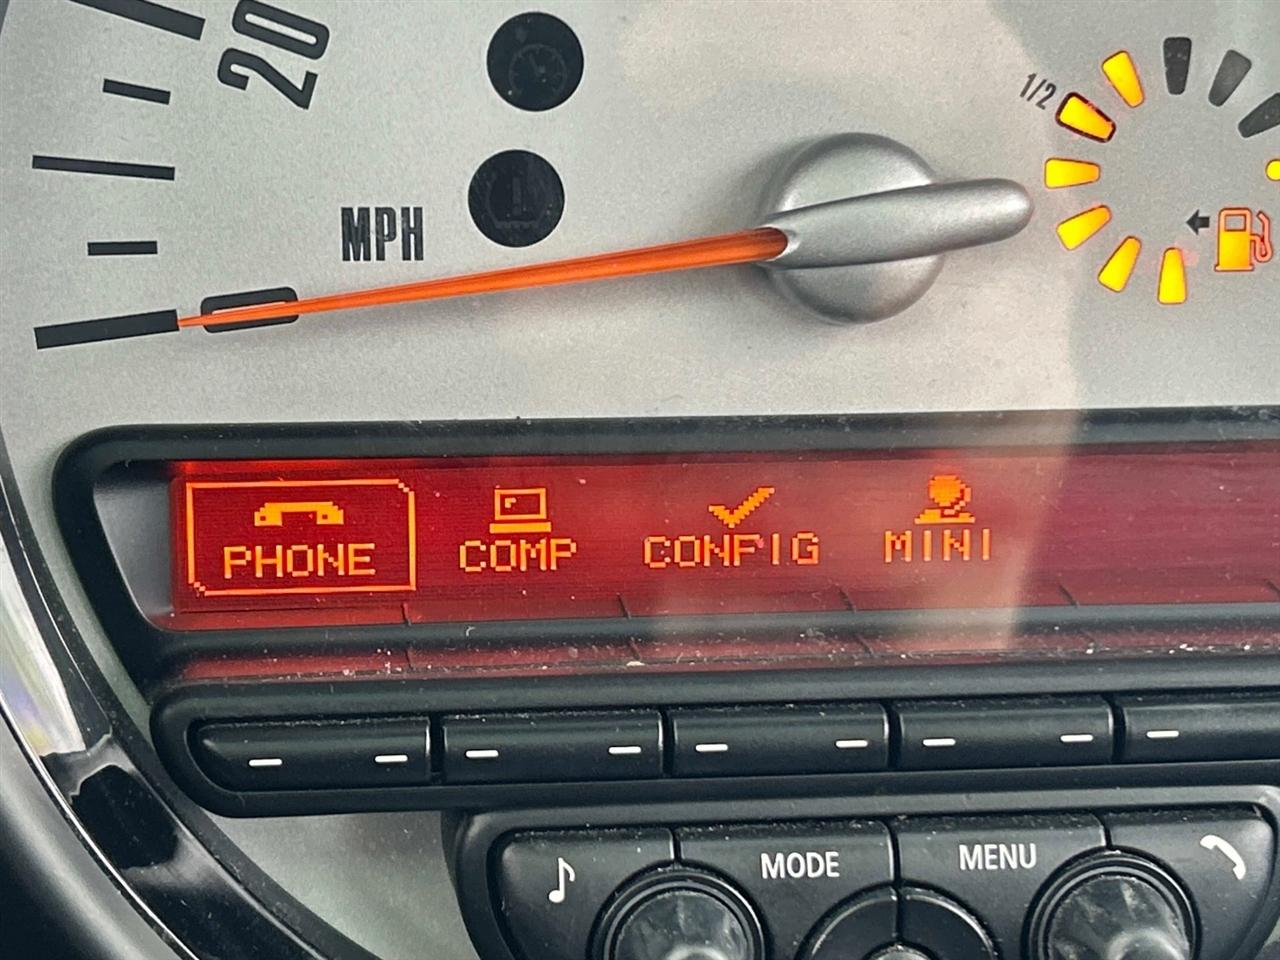 20
1/2
MPH
0
PHONE COMP CONFIG MINI
MODE MENU